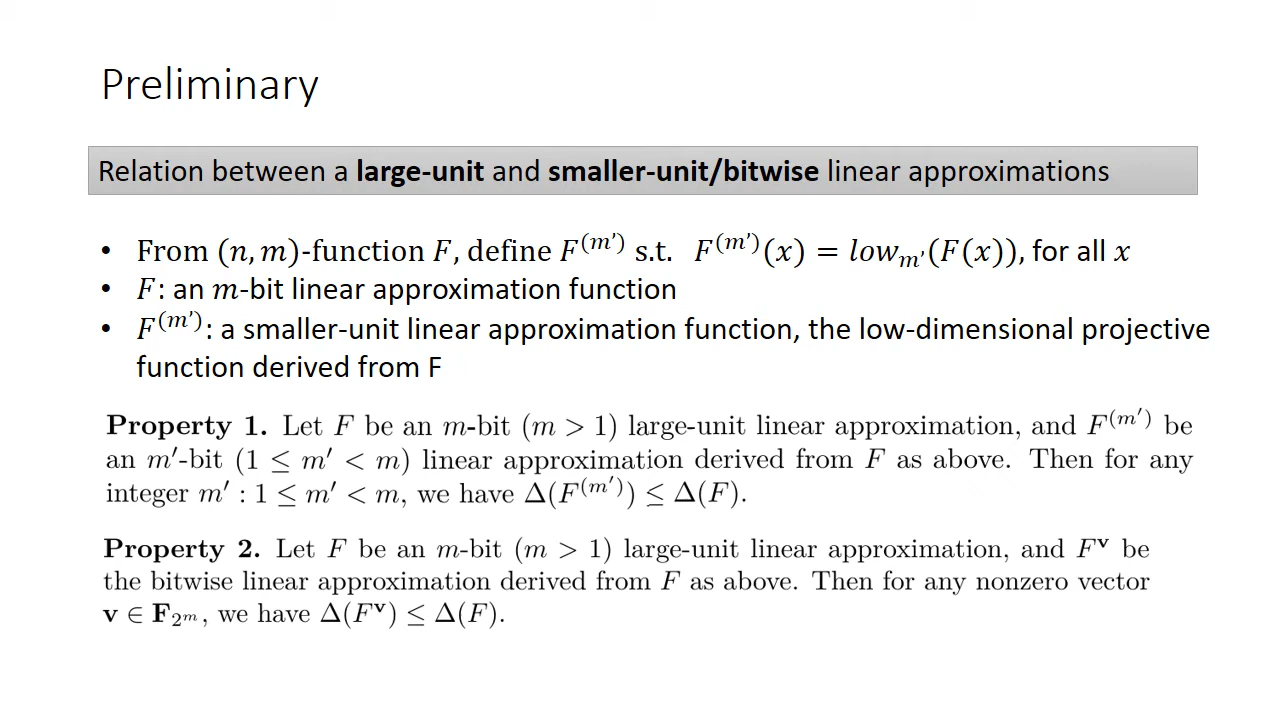 Preliminary
Relation between a large-unit and smaller-unit/bitwise linear approximations
• From (n, m)-function F, define F^(m’) s.t. F^(m’)(x) = low_m’(F(x)), for all x
• F: an m-bit linear approximation function
• F^(m’): a smaller-unit linear approximation function, the low-dimensional projective
function derived from F
Property 1. Let F be an m-bit (m > 1) large-unit linear approximation, and F^(m′) be
an m′-bit (1 ≤ m′ < m) linear approximation derived from F as above. Then for any
integer m′ : 1 ≤ m′ < m, we have Δ(F^(m′)) ≤ Δ(F).
Property 2. Let F be an m-bit (m > 1) large-unit linear approximation, and F^v be
the bitwise linear approximation derived from F as above. Then for any nonzero vector
v ∈ F_2^m, we have Δ(F^v) ≤ Δ(F).